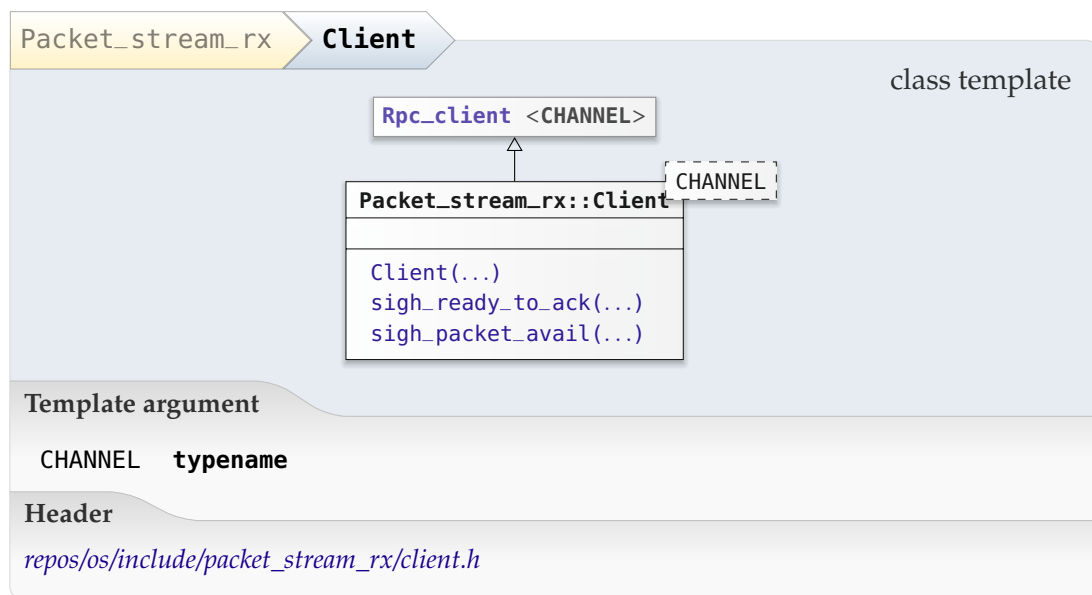 Packet_stream_rx Client
class template
Rpc_client <CHANNEL>
CHANNEL
Packet_stream_rx::Client
Client(...)
sigh_ready_to_ack(...)
sigh_packet_avail(...)
Template argument
CHANNEL typename
Header
repos/os/include/packet_stream_rx/client.h